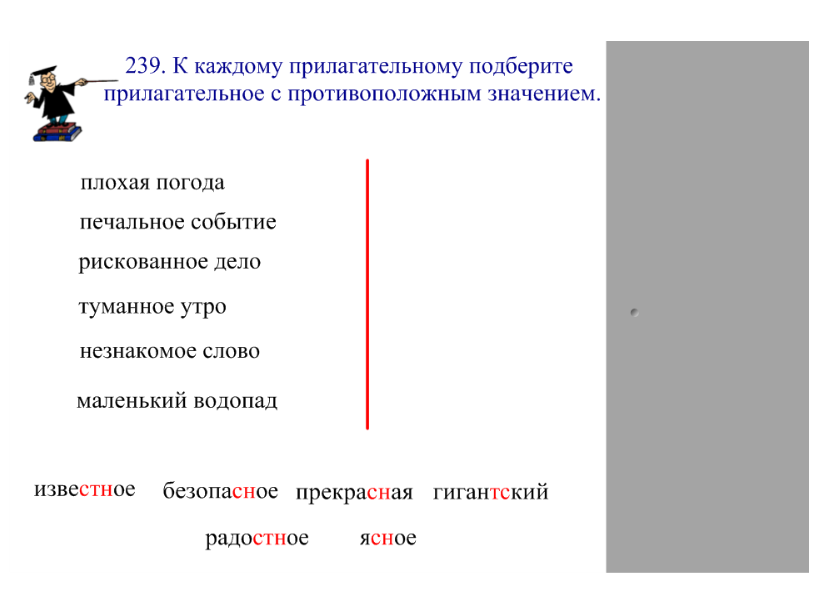 239. К каждому прилагательному подберите
прилагательное с противоположным значением.
плохая погода
печальное событие
рискованное дело
туманное утро
незнакомое слово
маленький водопад
известное безопасное прекрасная гигантский
радостное ясное